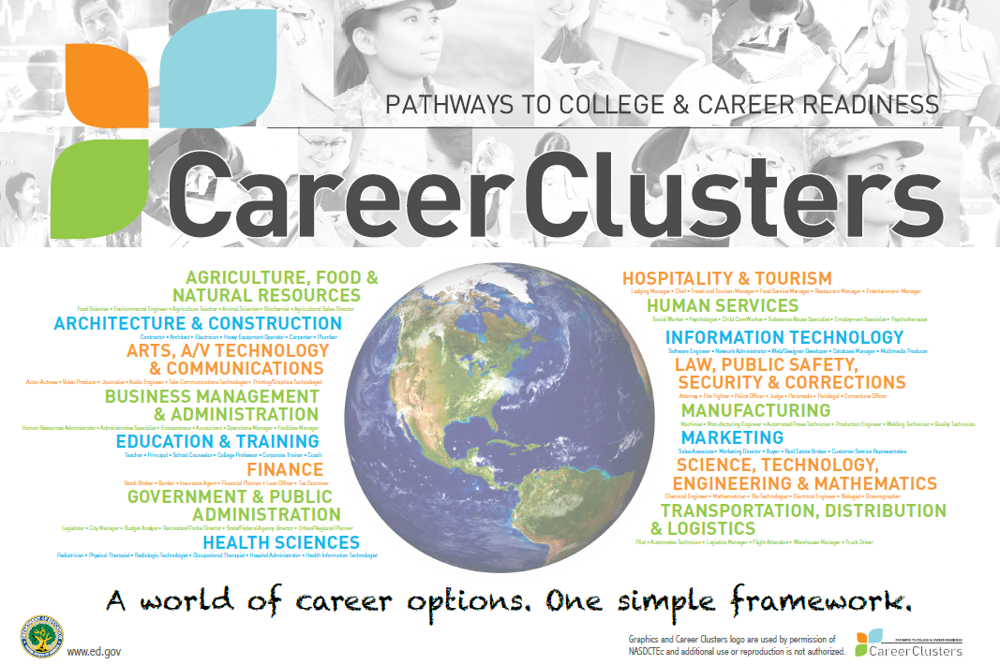 PATHWAYS TO COLLEGE & CAREER READINESS
Career Clusters
AGRICULTURE, FOOD &
NATURAL RESOURCES
Food Scientist • Environmental Engineer • Agriculture Teacher • Animal Scientist • Biochemist • Agricultural Sales Director
ARCHITECTURE & CONSTRUCTION
Contractor • Architect • Electrician • Heavy Equipment Operator • Carpenter • Plumber
ARTS, A/V TECHNOLOGY
& COMMUNICATIONS
Actor-Actress • Video Producer • Journalist • Audio Engineer • Tele-Communications Technologist • Printing/Graphics Technologist
BUSINESS MANAGEMENT
& ADMINISTRATION
Human Resources Administrator • Administrative Specialist • Entrepreneur • Accountant • Operations Manager • Facilities Manager
EDUCATION & TRAINING
Teacher • Principal • School Counselor • College Professor • Corporate Trainer • Coach
FINANCE
Stock Broker • Banker • Insurance Agent • Financial Planner • Loan Officer • Tax Examiner
GOVERNMENT & PUBLIC
ADMINISTRATION
Legislator • City Manager • Budget Analyst • Recreation/Parks Director • State/Federal Agency director • Urban/Regional Planner
HEALTH SCIENCES
Pediatrician • Physical Therapist • Radiologic Technologist • Occupational Therapist • Hospital Administrator • Health Information Technologist
HOSPITALITY & TOURISM
Lodging Manager • Chef • Travel and Tourism Manager • Food Service Manager • Restaurant Manager • Entertainment Manager
HUMAN SERVICES
Social Worker • Psychologist • Child Care Worker • Substance Abuse Specialist • Employment Specialist • Psychotherapist
INFORMATION TECHNOLOGY
Software Engineer • Network Administrator • Web/Designer Developer • Database Manager • Multimedia Producer
LAW, PUBLIC SAFETY,
SECURITY & CORRECTIONS
Attorney • Fire Fighter • Police Officer • Judge • Paramedic • Paralegal • Corrections Officer
MANUFACTURING
Machinist • Manufacturing Engineer • Automated Press Technician • Production Engineer • Welding Technician • Quality Technician
MARKETING
Sales Associate • Marketing Director • Buyer • Real Estate Broker • Customer Service Representative
SCIENCE, TECHNOLOGY,
ENGINEERING & MATHEMATICS
Chemical Engineer • Mathematician • Bio Technologist • Electrical Engineer • Biologist • Oceanographer
TRANSPORTATION, DISTRIBUTION
& LOGISTICS
Pilot • Automotive Technician • Logistics Manager • Flight Attendant • Warehouse Manager • Truck Driver
A world of career options. One simple framework.
www.ed.gov
Graphics and Career Clusters logo are used by permission of
NASDCTEc and additional use or reproduction is not authorized.
PATHWAYS TO COLLEGE & CAREER READINESS
CareerClusters